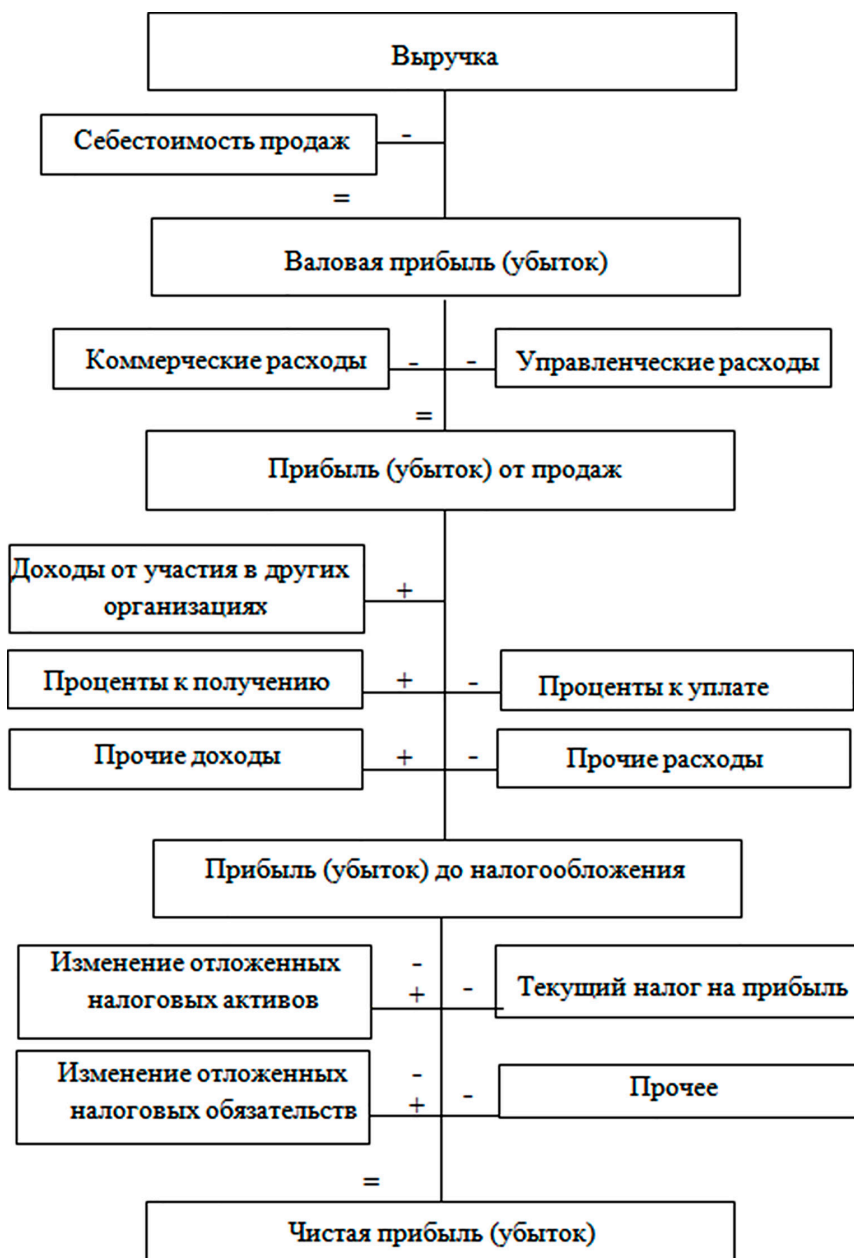 Выручка
Себестоимость продаж
-
=
Валовая прибыль (убыток)
Коммерческие расходы
-
-
Управленческие расходы
=
Прибыль (убыток) от продаж
Доходы от участия в других
организациях
+
Проценты к получению
+
-
Проценты к уплате
Прочие доходы
+
-
Прочие расходы
Прибыль (убыток) до налогообложения
Изменение отложенных
налоговых активов
-
+
-
Текущий налог на прибыль
Изменение отложенных
налоговых обязательств
-
+
-
Прочее
=
Чистая прибыль (убыток)